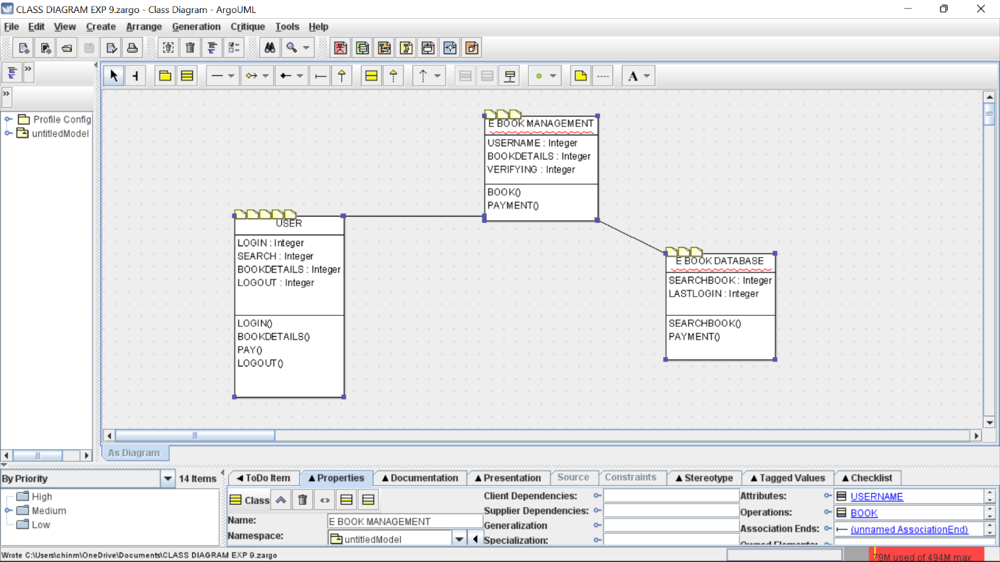 CLASS DIAGRAM EXP 9.zargo - Class Diagram - ArgoUML
File Edit View Create Arrange Generation Critique Tools Help
A
Profile Config
untitledModel
E BOOK MANAGEMENT
USERNAME : Integer
BOOKDETAILS : Integer
VERIFYING : Integer
BOOK()
PAYMENT()
USER
LOGIN : Integer
SEARCH : Integer
BOOKDETAILS : Integer
LOGOUT : Integer
LOGIN()
BOOKDETAILS()
PAY()
LOGOUT()
E BOOK DATABASE
SEARCHBOOK : Integer
LASTLOGIN : Integer
SEARCHBOOK()
PAYMENT()
As Diagram
By Priority 14 Items
High
Medium
Low
ToDo Item Properties Documentation Presentation Source Constraints Stereotype Tagged Values Checklist
Class
Name: E BOOK MANAGEMENT
Namespace: untitledModel
Client Dependencies:
Supplier Dependencies:
Generalization
Specialization:
Attributes: USERNAME
Operations: BOOK
Association Ends: (unnamed AssociationEnd)
Owned Elements:
Wrote C:\Users\chinm\OneDrive\Documents\CLASS DIAGRAM EXP 9.zargo
79M used of 494M max